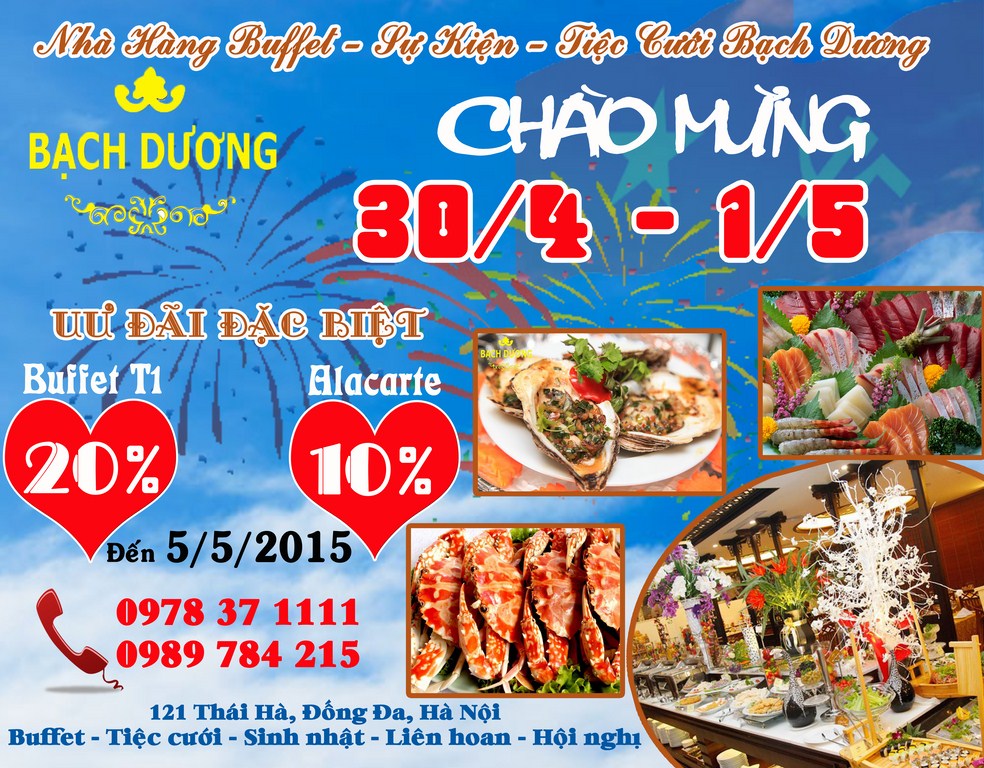 Nhà Hàng Buffet - Sự Kiện - Tiệc Cưới Bạch Dương
BẠCH DƯƠNG
CHÀO MỪNG
30/4 - 1/5
ƯU ĐÃI ĐẶC BIỆT
Buffet T1
Alacarte
20%
10%
Đến 5/5/2015
0978 37 1111
0989 784 215
BẠCH DƯƠNG
121 Thái Hà, Đống Đa, Hà Nội
Buffet - Tiệc cưới - Sinh nhật - Liên hoan - Hội nghị